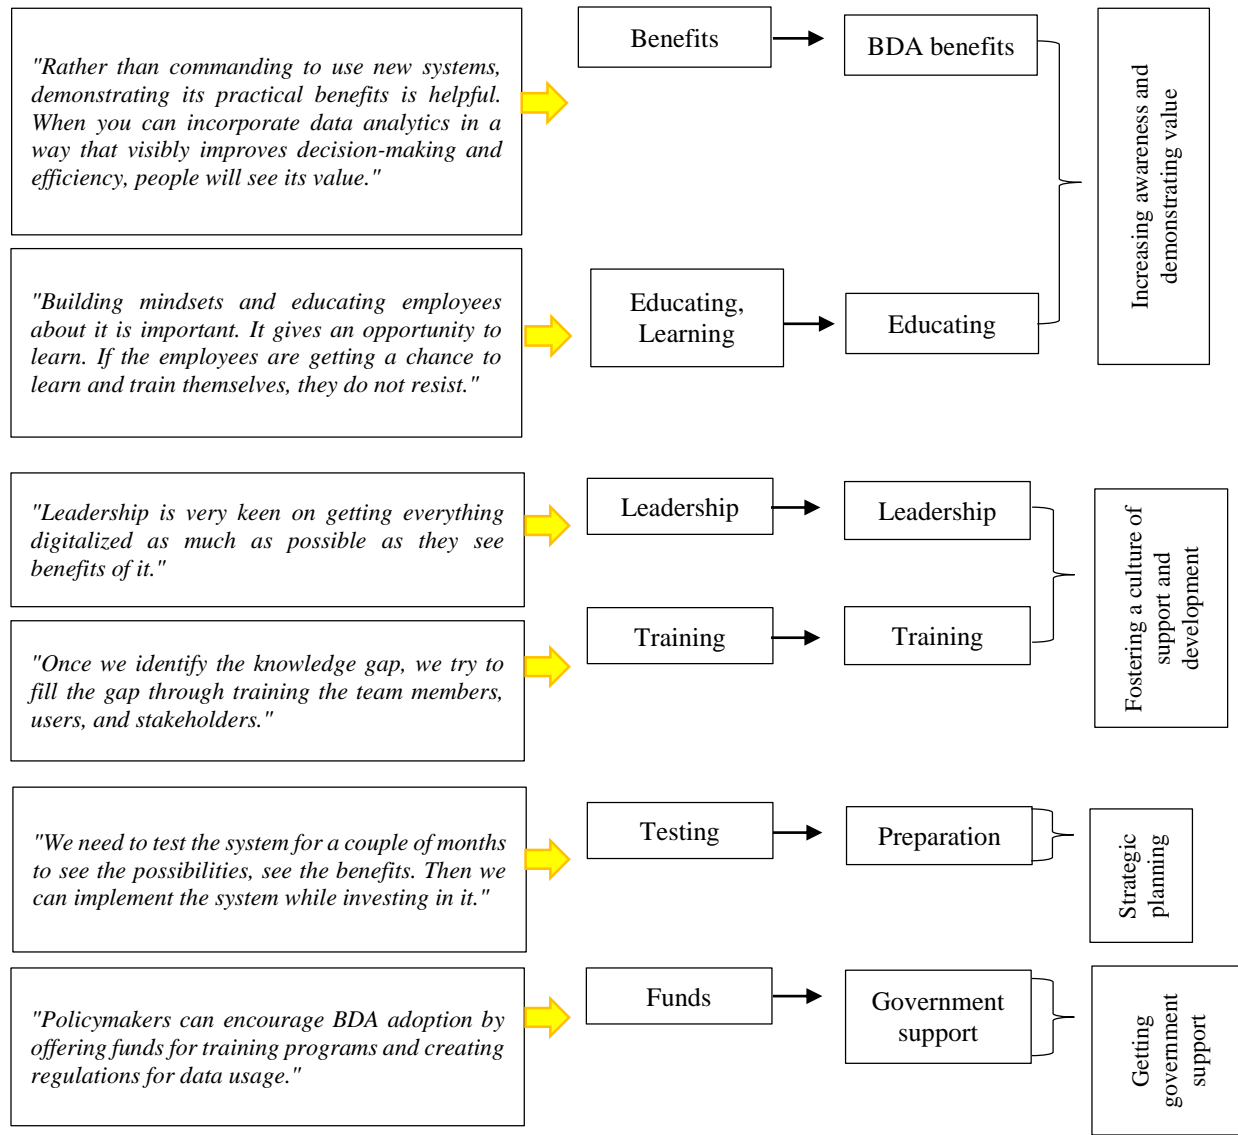 "Rather than commanding to use new systems,
demonstrating its practical benefits is helpful.
When you can incorporate data analytics in a
way that visibly improves decision-making and
efficiency, people will see its value."
Benefits
BDA benefits
Increasing awareness and
demonstrating value
"Building mindsets and educating employees
about it is important. It gives an opportunity to
learn. If the employees are getting a chance to
learn and train themselves, they do not resist."
Educating,
Learning
Educating
"Leadership is very keen on getting everything
digitalized as much as possible as they see
benefits of it."
Leadership
Leadership
Fostering a culture of
support and
development
"Once we identify the knowledge gap, we try to
fill the gap through training the team members,
users, and stakeholders."
Training
Training
"We need to test the system for a couple of months
to see the possibilities, see the benefits. Then we
can implement the system while investing in it."
Testing
Preparation
Strategic
planning
"Policymakers can encourage BDA adoption by
offering funds for training programs and creating
regulations for data usage."
Funds
Government
support
Getting
government
support